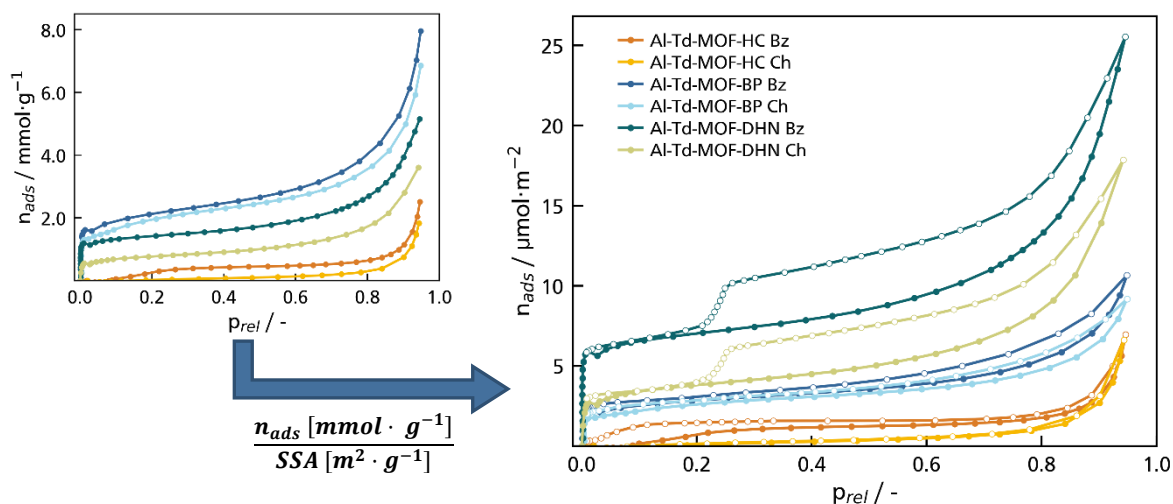 8.0
6.0
4.0
2.0
n_ads / mmol·g⁻¹
0.0 0.2 0.4 0.6 0.8 1.0
p_rel / -
n_ads [mmol · g⁻¹]
SSA [m² · g⁻¹]
25
20
15
10
5
n_ads / μmol·m⁻²
Al-Td-MOF-HC Bz
Al-Td-MOF-HC Ch
Al-Td-MOF-BP Bz
Al-Td-MOF-BP Ch
Al-Td-MOF-DHN Bz
Al-Td-MOF-DHN Ch
0.0 0.2 0.4 0.6 0.8 1.0
p_rel / -